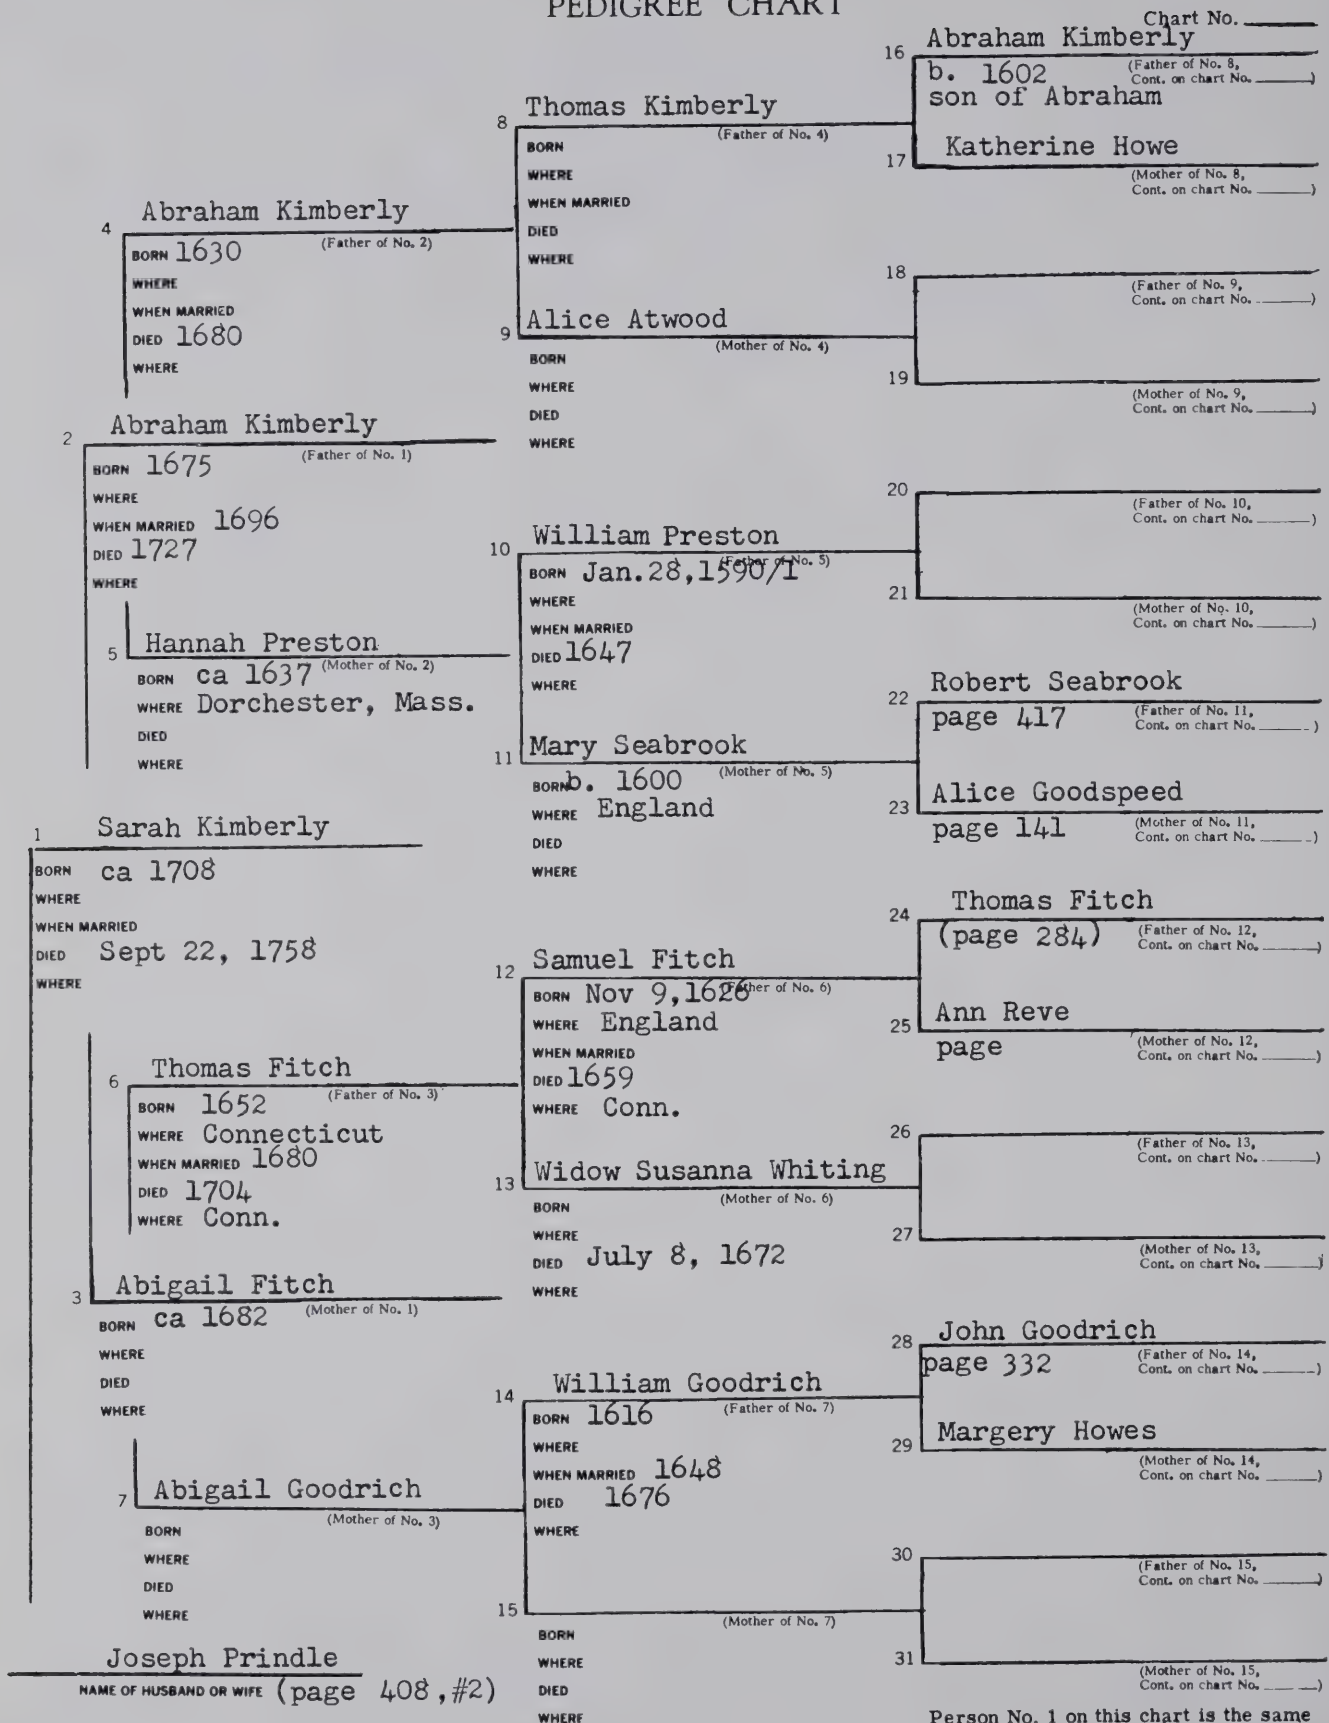 PEDIGREE CHART
Chart No.
16 Abraham Kimberly
(Father of No. 8,
Cont. on chart No. )
b. 1602
son of Abraham
8 Thomas Kimberly
(Father of No. 4)
BORN
WHERE
WHEN MARRIED
DIED
WHERE
17 Katherine Howe
(Mother of No. 8,
Cont. on chart No. )
4 Abraham Kimberly
(Father of No. 2)
BORN 1630
WHERE
WHEN MARRIED
DIED 1680
WHERE
18
(Father of No. 9,
Cont. on chart No. )
9 Alice Atwood
(Mother of No. 4)
BORN
WHERE
DIED
WHERE
19
(Mother of No. 9,
Cont. on chart No. )
2 Abraham Kimberly
(Father of No. 1)
BORN 1675
WHERE
WHEN MARRIED 1696
DIED 1727
WHERE
20
(Father of No. 10,
Cont. on chart No. )
10 William Preston
(Father of No. 5)
BORN Jan.28,1590/1
WHERE
WHEN MARRIED
DIED 1647
WHERE
21
(Mother of No. 10,
Cont. on chart No. )
5 Hannah Preston
(Mother of No. 2)
BORN ca 1637
WHERE Dorchester, Mass.
DIED
WHERE
22 Robert Seabrook
page 417
(Father of No. 11,
Cont. on chart No. )
11 Mary Seabrook
(Mother of No. 5)
BORN b. 1600
WHERE England
DIED
WHERE
23 Alice Goodspeed
page 141
(Mother of No. 11,
Cont. on chart No. )
1 Sarah Kimberly
BORN ca 1708
WHERE
WHEN MARRIED
DIED Sept 22, 1758
WHERE
24 Thomas Fitch
(page 284)
(Father of No. 12,
Cont. on chart No. )
12 Samuel Fitch
(Father of No. 6)
BORN Nov 9,1626
WHERE England
WHEN MARRIED
DIED 1659
WHERE Conn.
25 Ann Reve
page
(Mother of No. 12,
Cont. on chart No. )
6 Thomas Fitch
(Father of No. 3)
BORN 1652
WHERE Connecticut
WHEN MARRIED 1680
DIED 1704
WHERE Conn.
26
(Father of No. 13,
Cont. on chart No. )
13 Widow Susanna Whiting
(Mother of No. 6)
BORN
WHERE
DIED July 8, 1672
WHERE
27
(Mother of No. 13,
Cont. on chart No. )
3 Abigail Fitch
(Mother of No. 1)
BORN ca 1682
WHERE
DIED
WHERE
28 John Goodrich
page 332
(Father of No. 14,
Cont. on chart No. )
14 William Goodrich
(Father of No. 7)
BORN 1616
WHERE
WHEN MARRIED 1648
DIED 1676
WHERE
29 Margery Howes
(Mother of No. 14,
Cont. on chart No. )
7 Abigail Goodrich
(Mother of No. 3)
BORN
WHERE
DIED
WHERE
30
(Father of No. 15,
Cont. on chart No. )
15
(Mother of No. 7)
BORN
WHERE
DIED
WHERE
31
(Mother of No. 15,
Cont. on chart No. )
Joseph Prindle
NAME OF HUSBAND OR WIFE (page 408,#2)
Person No. 1 on this chart is the same